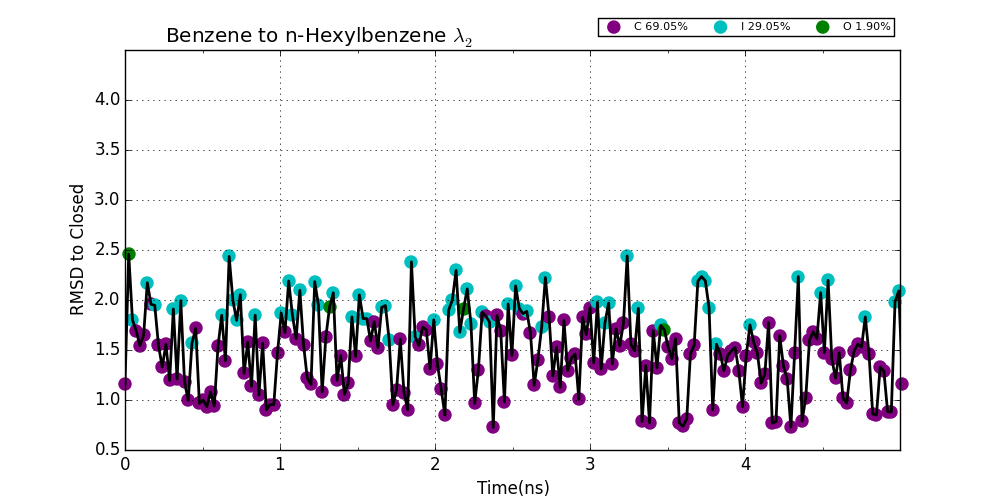 Benzene to n-Hexylbenzene λ₂
C 69.05% I 29.05% O 1.90%
RMSD to Closed
4.0
3.5
3.0
2.5
2.0
1.5
1.0
0.5
0 1 2 3 4
Time(ns)